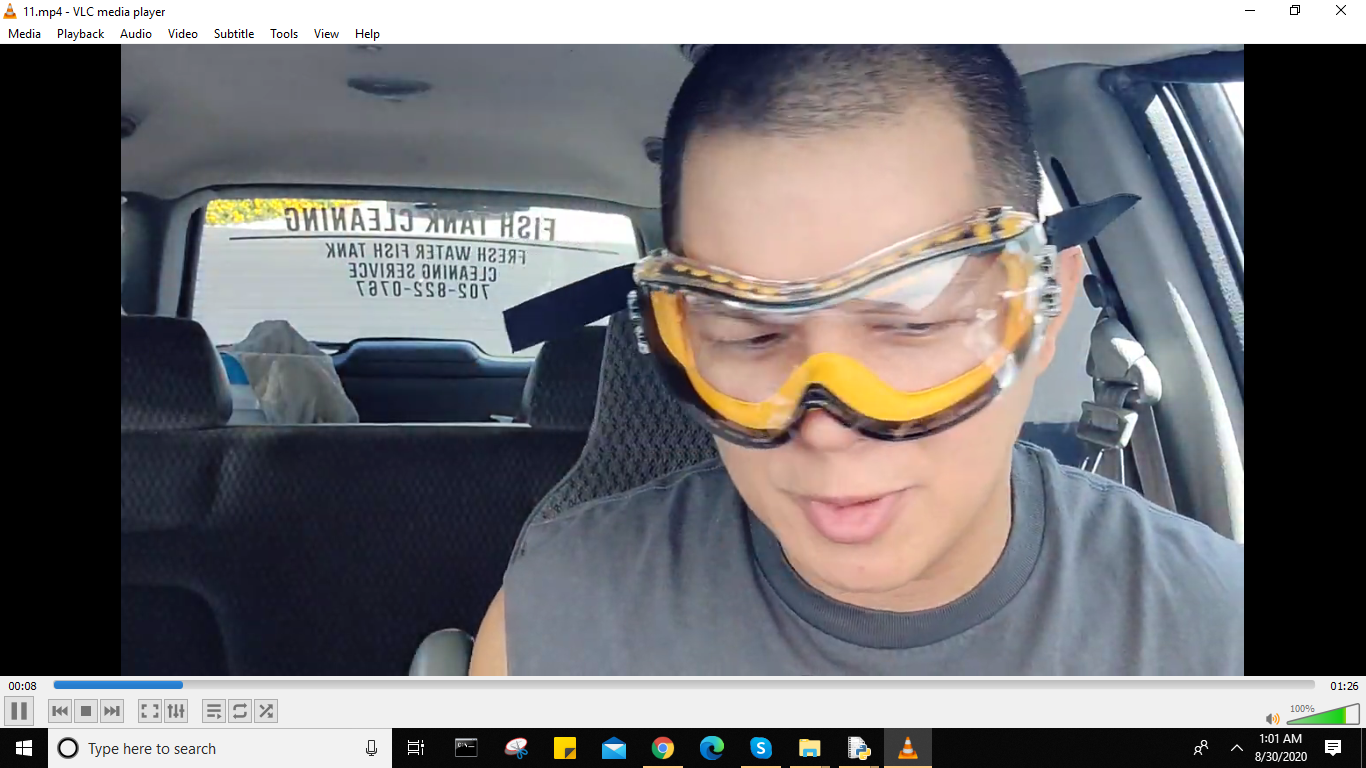 11.mp4 - VLC media player
Media Playback Audio Video Subtitle Tools View Help
FISH TANK CLEANING
FRESH WATER FISH TANK
CLEANING SERIVCE
702-822-0767
00:08
01:26
100%
Type here to search
1:01 AM
8/30/2020